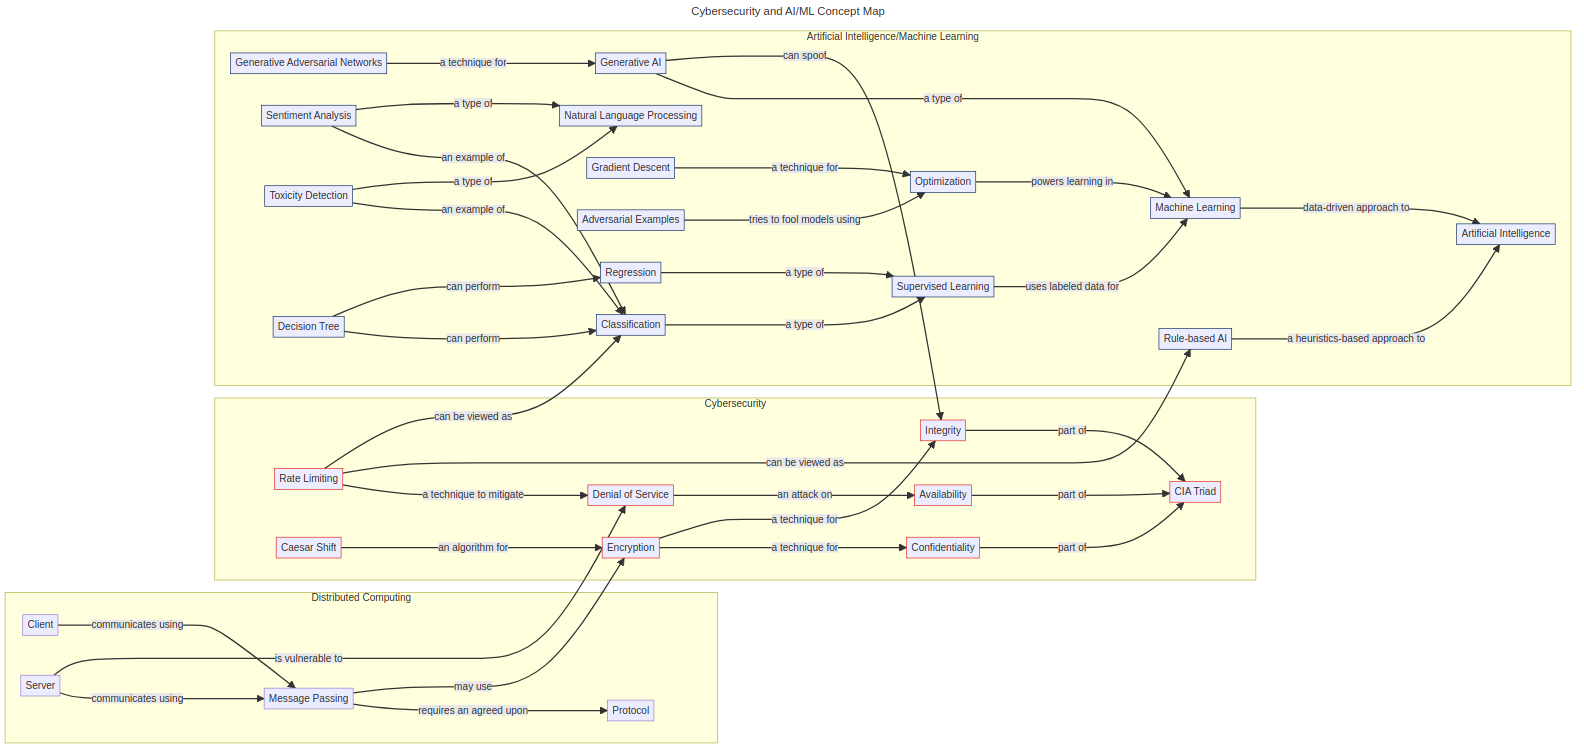 Cybersecurity and AI/ML Concept Map
Artificial Intelligence/Machine Learning
Generative Adversarial Networks
a technique for
Generative AI
can spoof
a type of
Sentiment Analysis
a type of
Natural Language Processing
an example of
Gradient Descent
a technique for
Optimization
powers learning in
Toxicity Detection
a type of
an example of
Adversarial Examples
tries to fool models using
Machine Learning
data-driven approach to
Artificial Intelligence
Regression
a type of
Supervised Learning
uses labeled data for
Decision Tree
can perform
can perform
Classification
a type of
Rule-based AI
a heuristics-based approach to
Cybersecurity
can be viewed as
Integrity
part of
Rate Limiting
can be viewed as
a technique to mitigate
Denial of Service
an attack on
Availability
part of
CIA Triad
a technique for
Caesar Shift
an algorithm for
Encryption
a technique for
Confidentiality
part of
Distributed Computing
Client
communicates using
is vulnerable to
Server
communicates using
Message Passing
may use
requires an agreed upon
Protocol